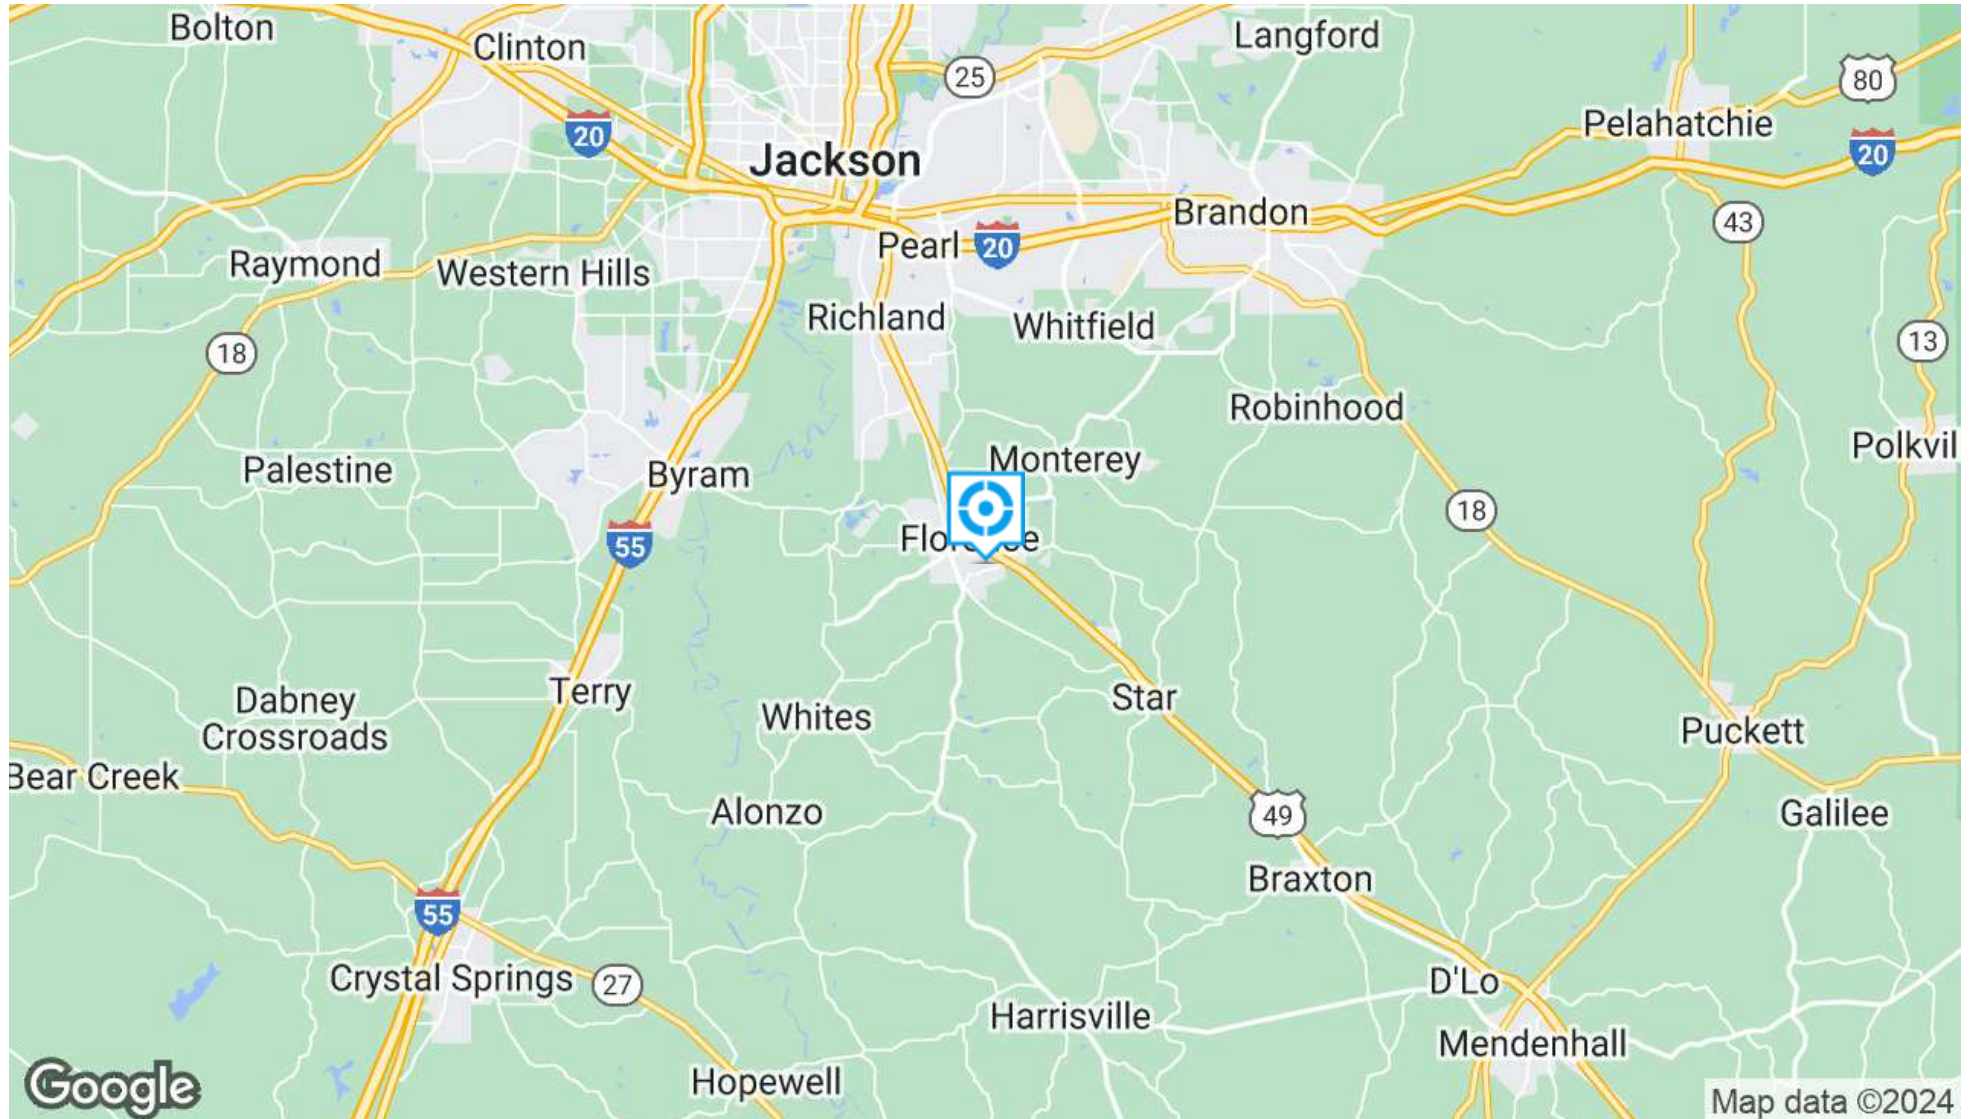 Bolton
Clinton
Langford
25
80
20
Pelahatchie
Jackson
20
Brandon
43
Pearl
20
Raymond
Western Hills
Richland
Whitfield
18
13
Robinhood
Polkvil
Palestine
Byram
Monterey
18
55
Terry
Dabney
Crossroads
Whites
Star
Puckett
Bear Creek
Alonzo
49
Galilee
Braxton
55
Crystal Springs
27
D'Lo
Harrisville
Mendenhall
Google
Hopewell
Map data ©2024